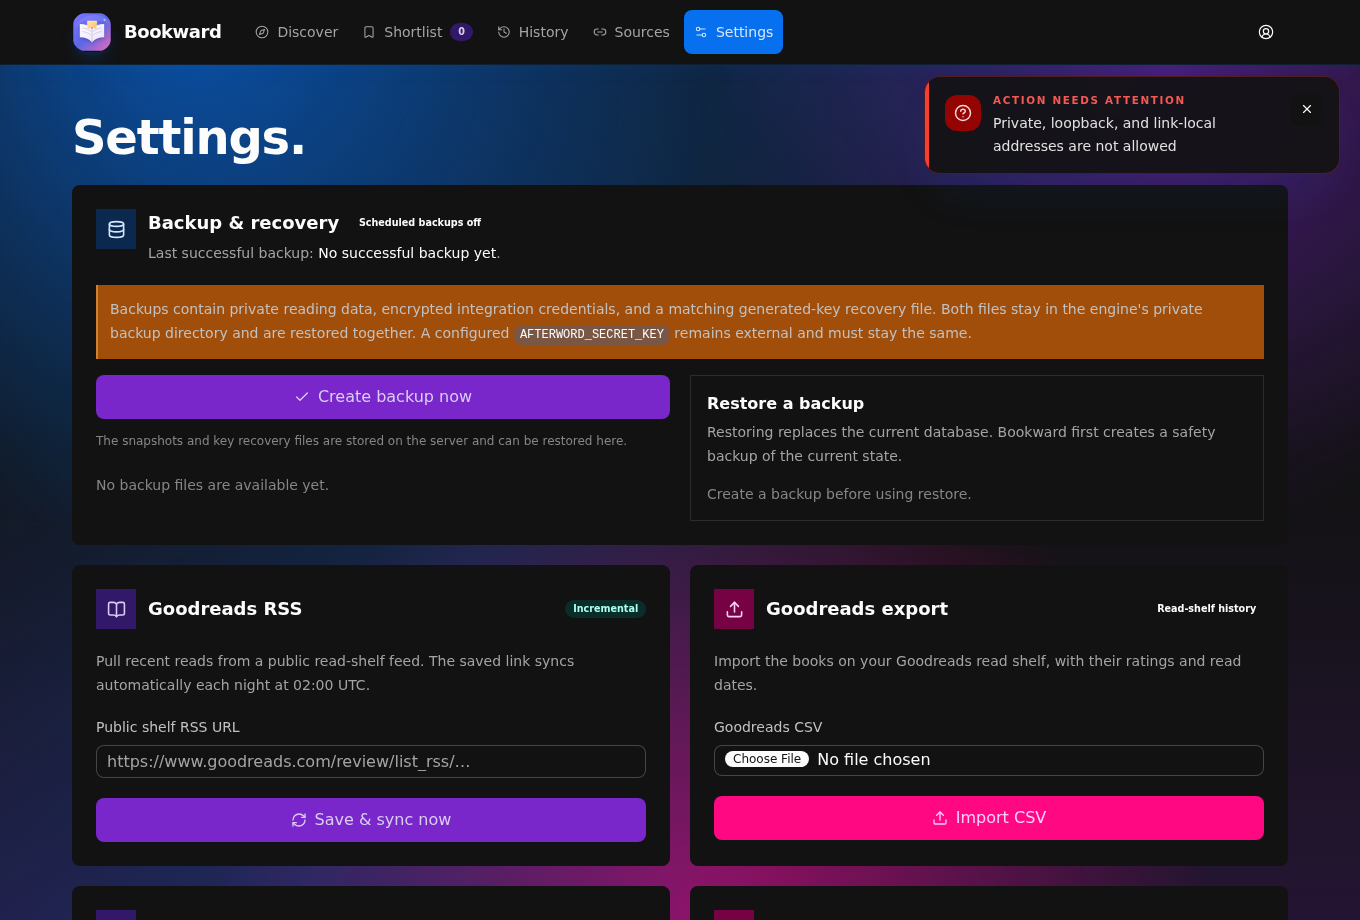 Bookward
Discover
Shortlist 0
History
Sources
Settings
ACTION NEEDS ATTENTION
Private, loopback, and link-local
addresses are not allowed
Settings.
Backup & recovery
Scheduled backups off
Last successful backup: No successful backup yet.
Backups contain private reading data, encrypted integration credentials, and a matching generated-key recovery file. Both files stay in the engine's private
backup directory and are restored together. A configured AFTERWORD_SECRET_KEY remains external and must stay the same.
Create backup now
The snapshots and key recovery files are stored on the server and can be restored here.
No backup files are available yet.
Restore a backup
Restoring replaces the current database. Bookward first creates a safety
backup of the current state.
Create a backup before using restore.
Goodreads RSS
Incremental
Pull recent reads from a public read-shelf feed. The saved link syncs
automatically each night at 02:00 UTC.
Public shelf RSS URL
https://www.goodreads.com/review/list_rss/…
Save & sync now
Goodreads export
Read-shelf history
Import the books on your Goodreads read shelf, with their ratings and read
dates.
Goodreads CSV
Choose File No file chosen
Import CSV